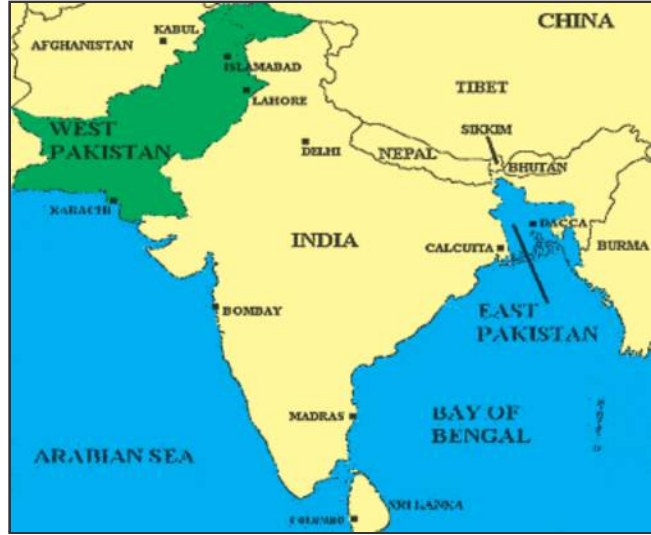 CHINA
KABUL
AFGHANISTAN
ISLAMABAD
TIBET
LAHORE
WEST
PAKISTAN
SIKKIM
DELHI
NEPAL
BHUTAN
KARACHI
DACCA
INDIA
CALCUITA
BURMA
EAST
PAKISTAN
BOMBAY
MADRAS
BAY OF
BENGAL
ARABIAN SEA
SRI LANKA
COLOMBO